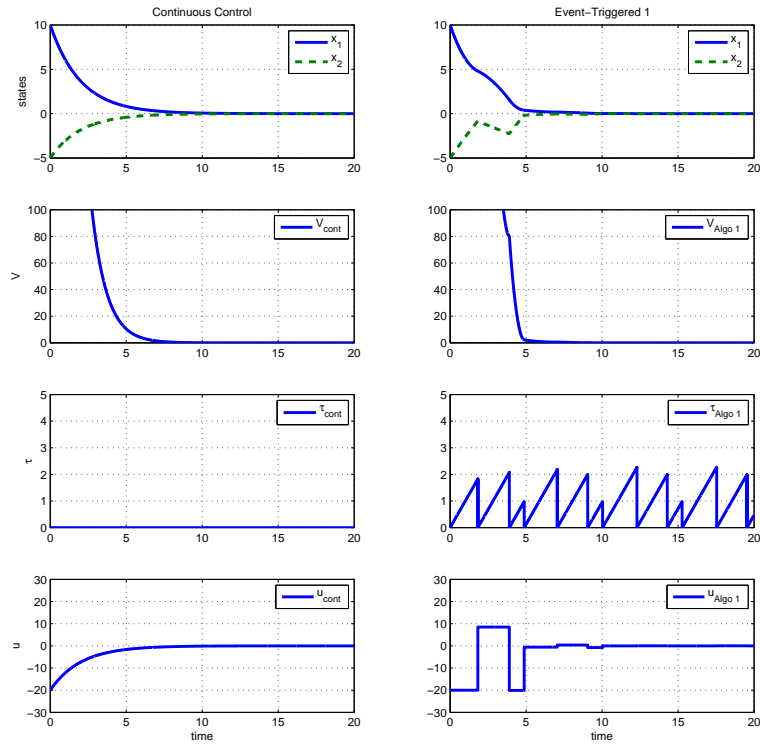 Continuous Control
10
5
0
−5
0 5 10 15 20
states
x1
x2
Event−Triggered 1
10
5
0
−5
0 5 10 15 20
x1
x2
100
80
60
40
20
0
0 5 10 15 20
V
Vcont
100
80
60
40
20
0
0 5 10 15 20
VAlgo 1
5
4
3
2
1
0
0 5 10 15 20
τ
τcont
5
4
3
2
1
0
0 5 10 15 20
τAlgo 1
30
20
10
0
−10
−20
−30
0 5 10 15 20
u
time
ucont
30
20
10
0
−10
−20
−30
0 5 10 15 20
time
uAlgo 1